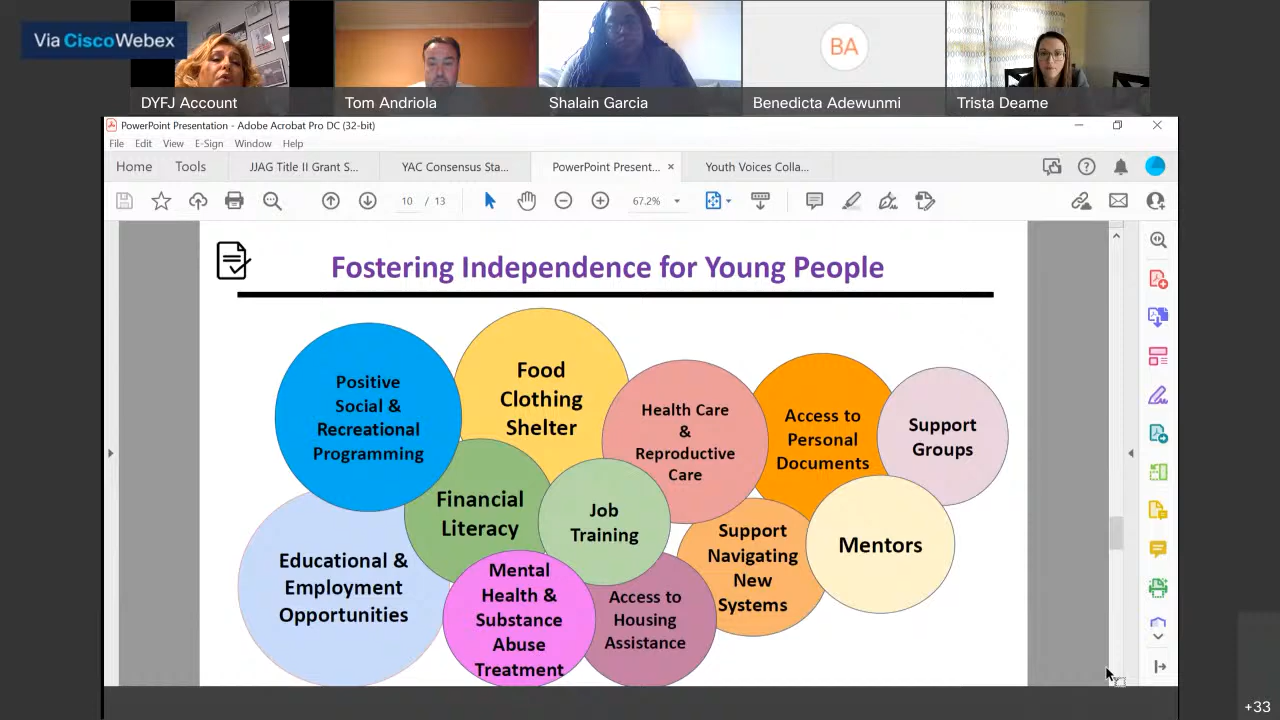 Via Cisco Webex
BA
DYFJ Account
Tom Andriola
Shalain Garcia
Benedicta Adewunmi
Trista Deame
PowerPoint Presentation - Adobe Acrobat Pro DC (32-bit)
File Edit View E-Sign Window Help
Home Tools JJAG Title II Grant S... YAC Consensus Sta... PowerPoint Present... × Youth Voices Colla...
10 / 13 67.2%
Fostering Independence for Young People
Positive
Social &
Recreational
Programming
Food
Clothing
Shelter
Health Care
&
Reproductive
Care
Access to
Personal
Documents
Support
Groups
Financial
Literacy
Job
Training
Educational &
Employment
Opportunities
Mental
Health &
Substance
Abuse
Treatment
Access to
Housing
Assistance
Support
Navigating
New
Systems
Mentors
+33